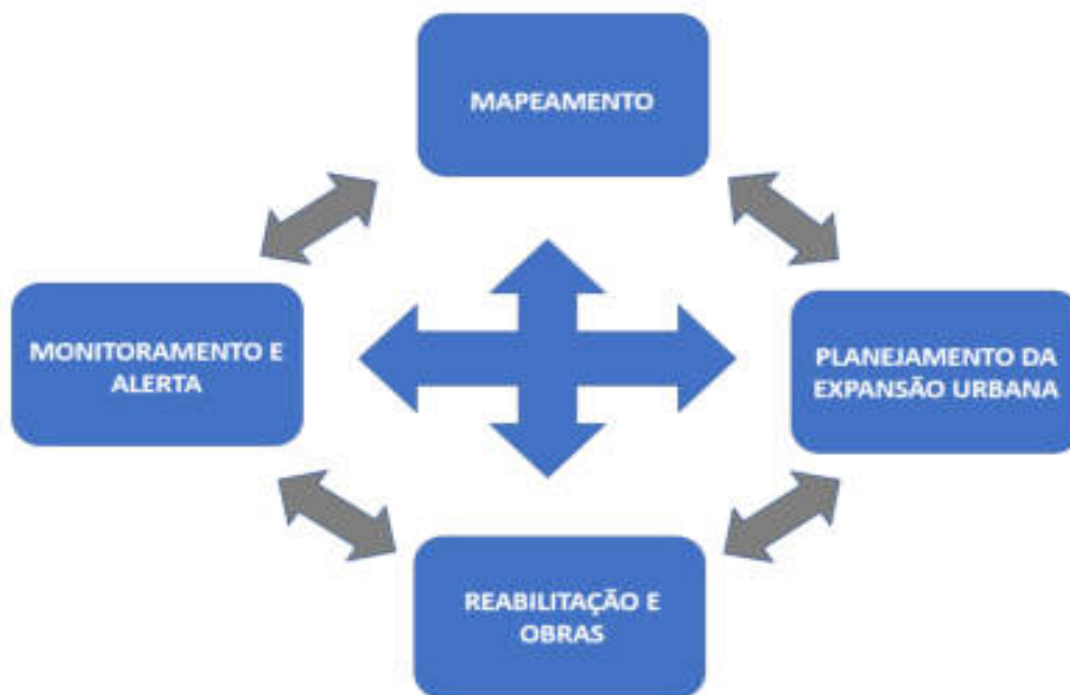 MAPEAMENTO
MONITORAMENTO E
ALERTA
PLANEJAMENTO DA
EXPANSÃO URBANA
REABILITAÇÃO E
OBRAS